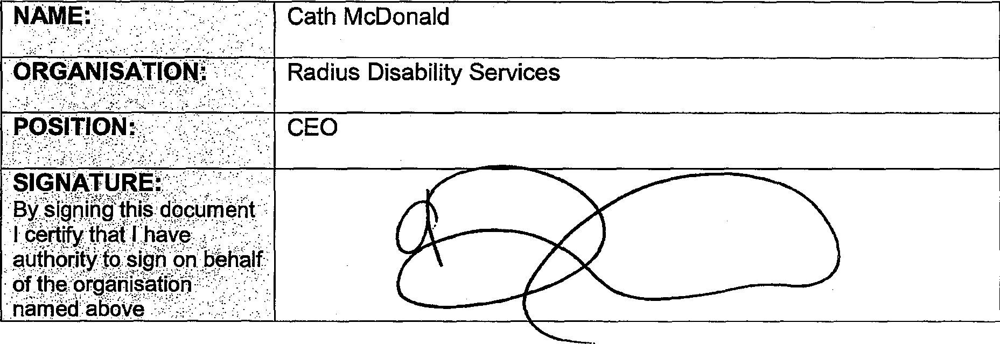 NAME: Cath McDonald
ORGANISATION: Radius Disability Services
POSITION: CEO
SIGNATURE:
By signing this document
I certify that I have
authority to sign on behalf
of the organisation
named above